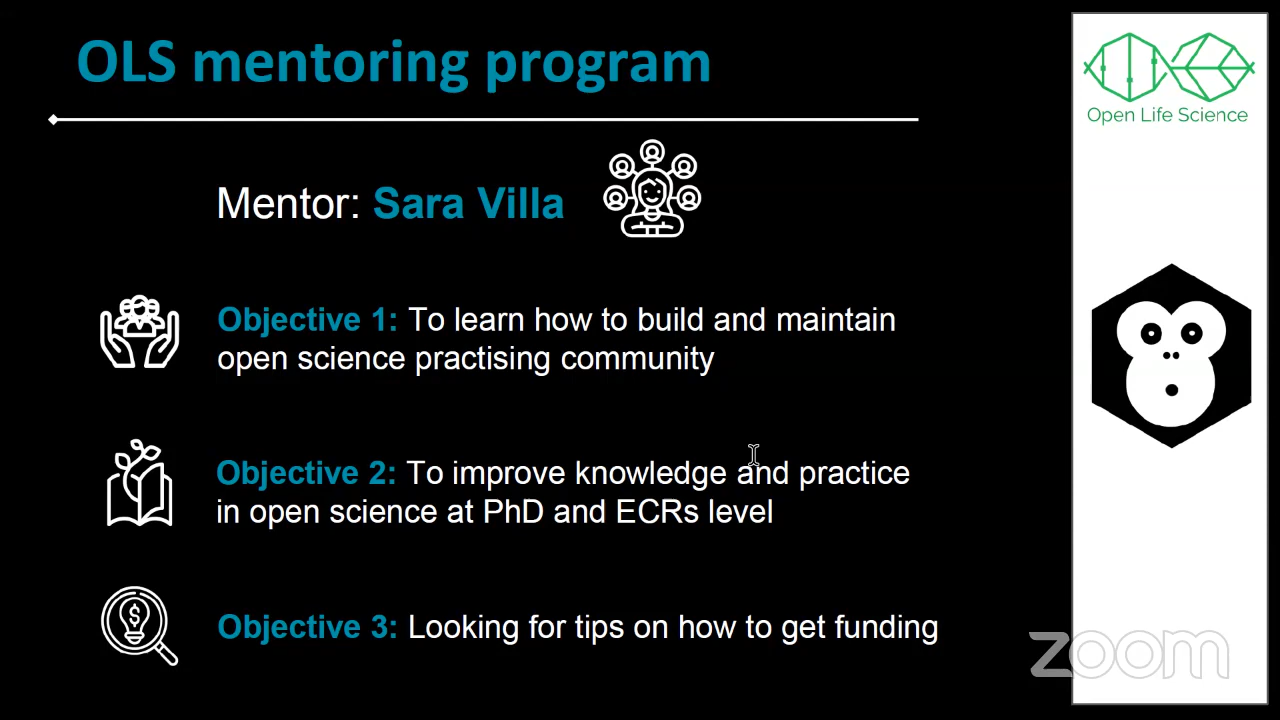 OLS mentoring program
Open Life Science
Mentor: Sara Villa
Objective 1: To learn how to build and maintain
open science practising community
Objective 2: To improve knowledge and practice
in open science at PhD and ECRs level
Objective 3: Looking for tips on how to get funding
zoom